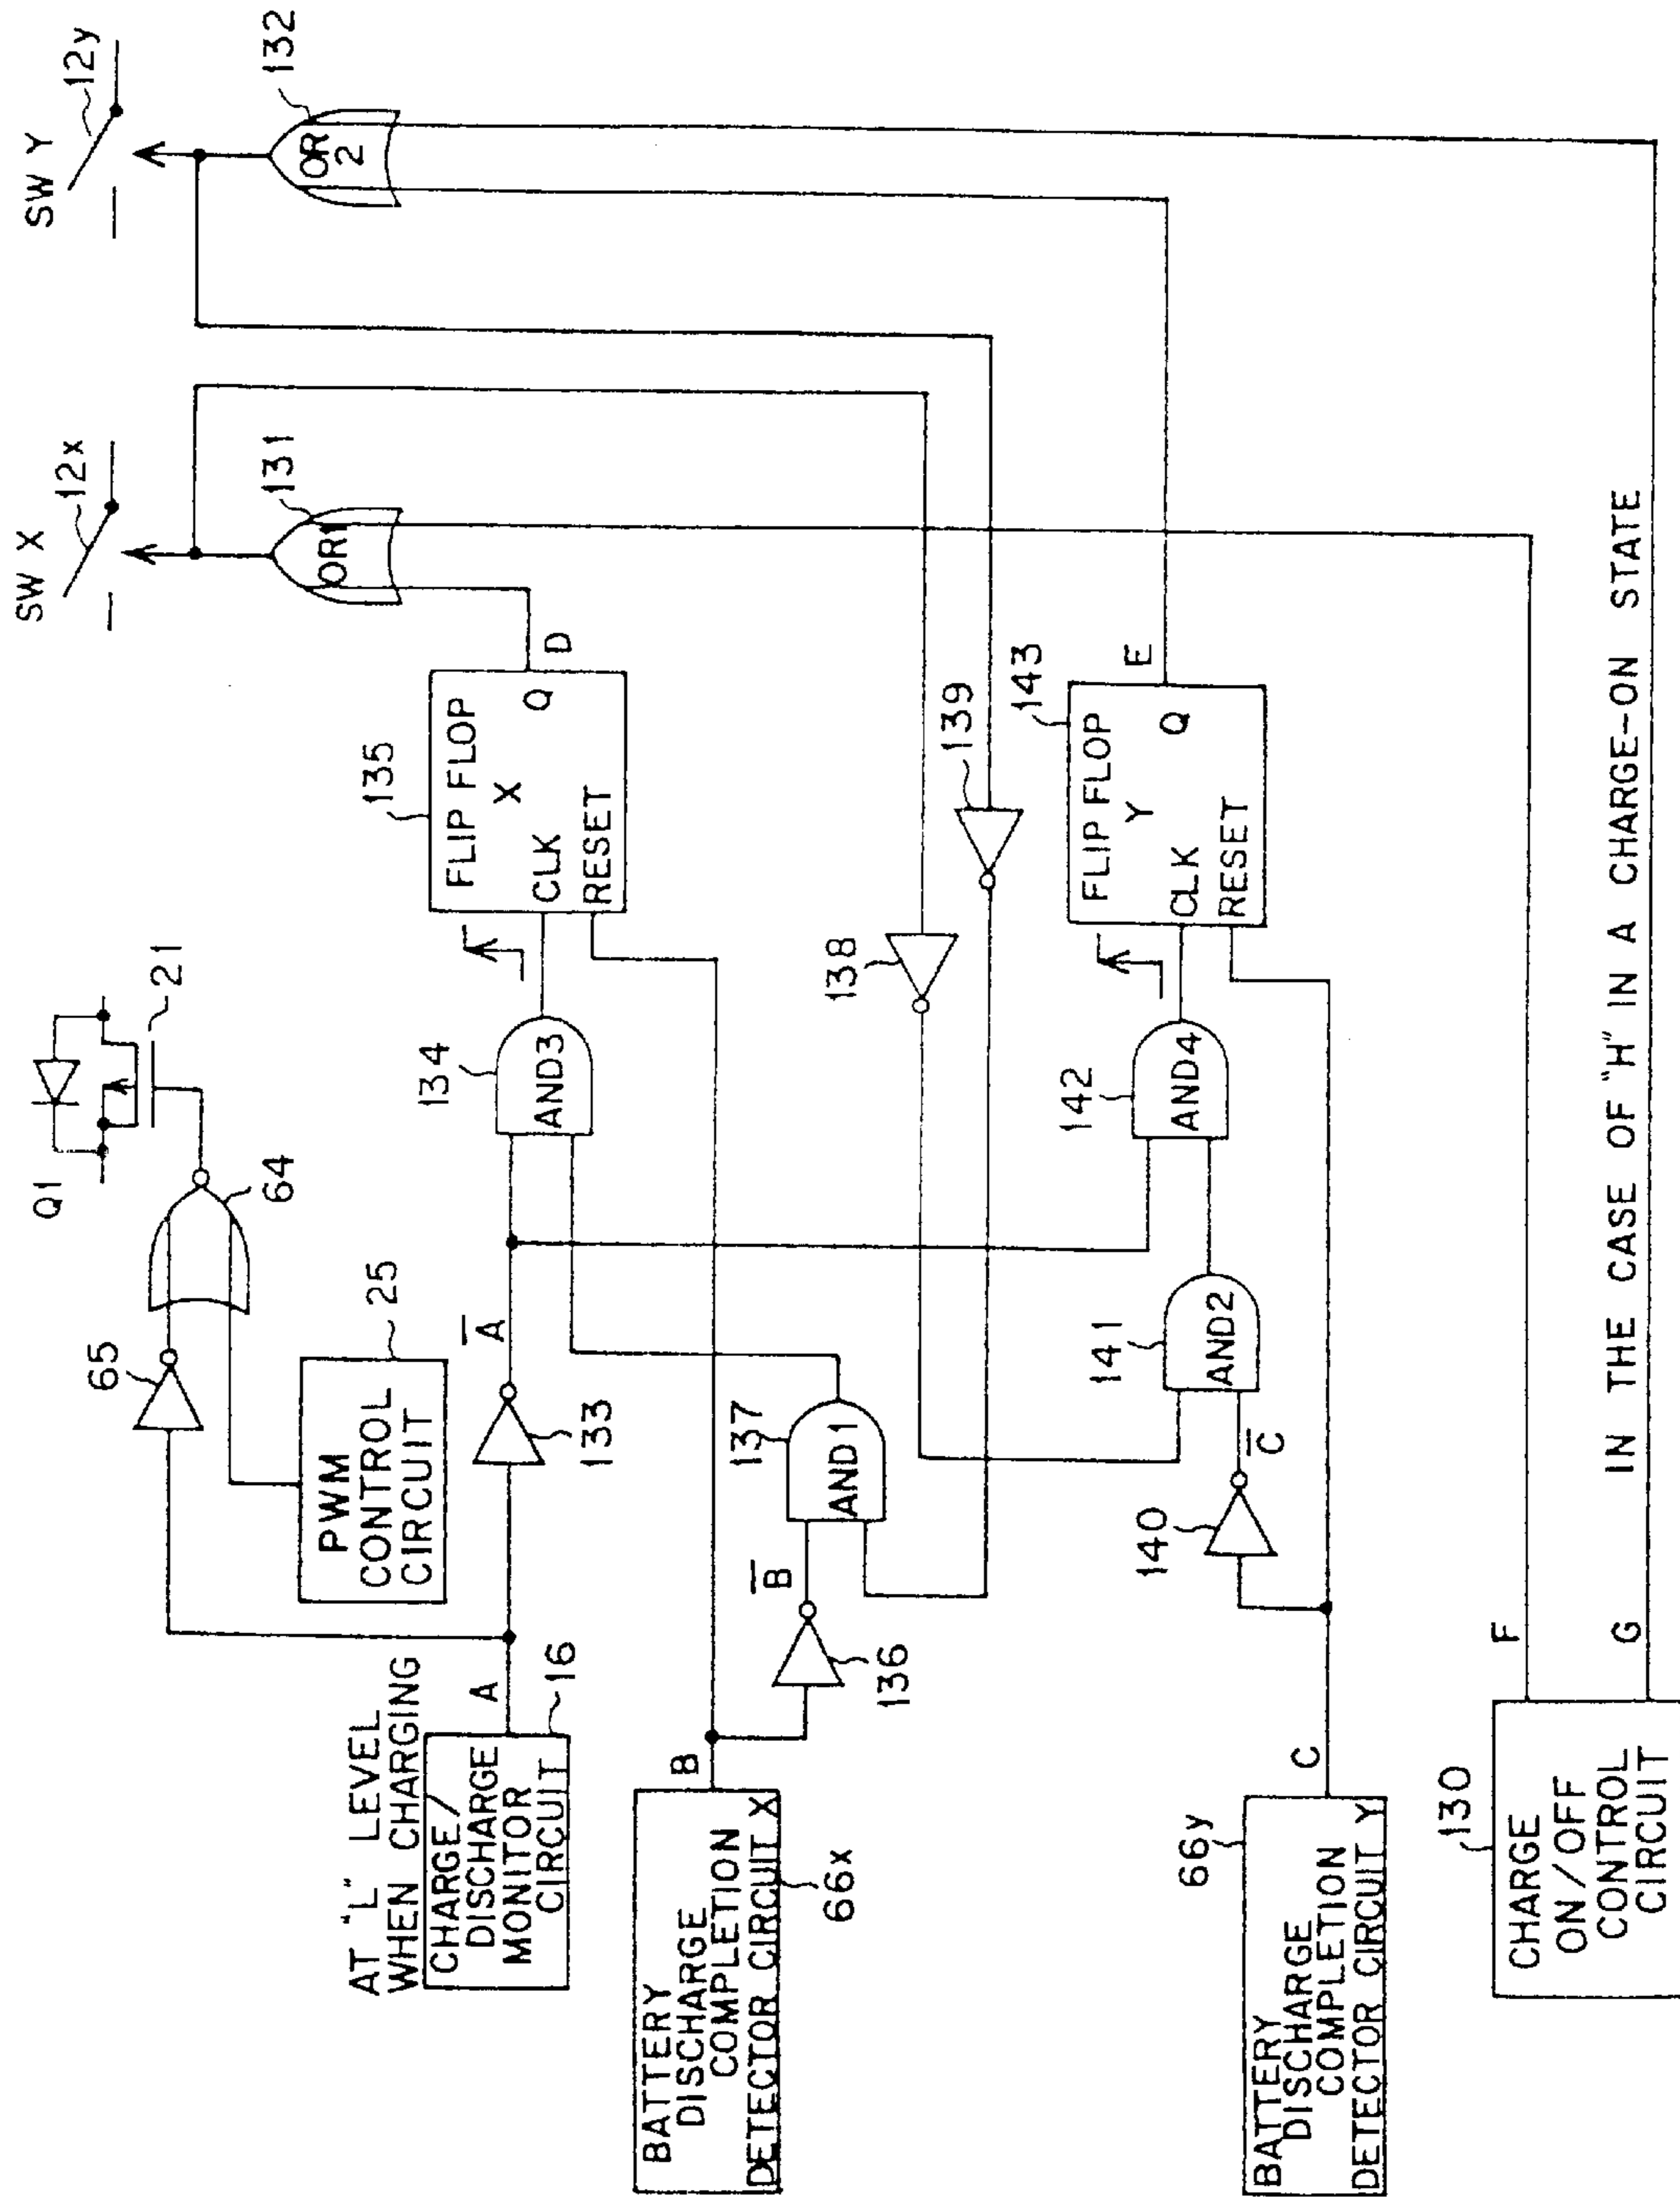 AT "L" LEVEL
WHEN CHARGING
CHARGE/
DISCHARGE
MONITOR
CIRCUIT
16
A
65
PWM
CONTROL
CIRCUIT
25
64
Q1
21
133
A
134
AND3
135
FLIP FLOP
X
CLK
Q
RESET
D
131
OR1
SW X
12x
SW Y
12y
132
OR
2
BATTERY
DISCHARGE
COMPLETION
DETECTOR CIRCUIT X
66x
B
136
B
137
AND1
138
139
BATTERY
DISCHARGE
COMPLETION
DETECTOR CIRCUIT Y
66y
C
140
C
141
AND2
142
AND4
143
FLIP FLOP
Y
CLK
Q
RESET
E
130
CHARGE
ON/OFF
CONTROL
CIRCUIT
F
G
IN THE CASE OF "H" IN A CHARGE-ON STATE